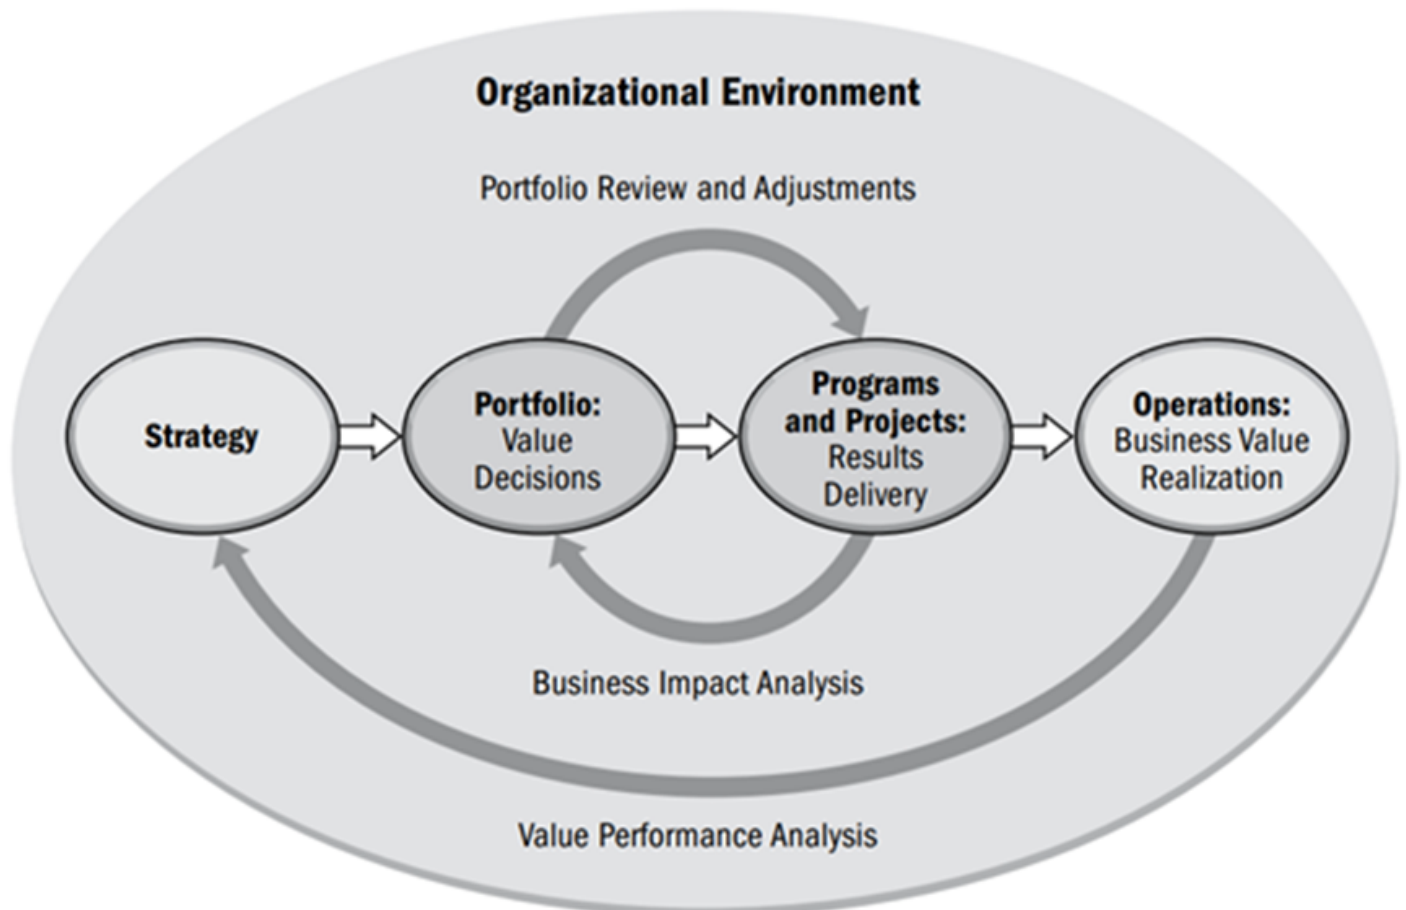 Organizational Environment
Portfolio Review and Adjustments
Strategy
Portfolio:
Value
Decisions
Programs
and Projects:
Results
Delivery
Operations:
Business Value
Realization
Business Impact Analysis
Value Performance Analysis